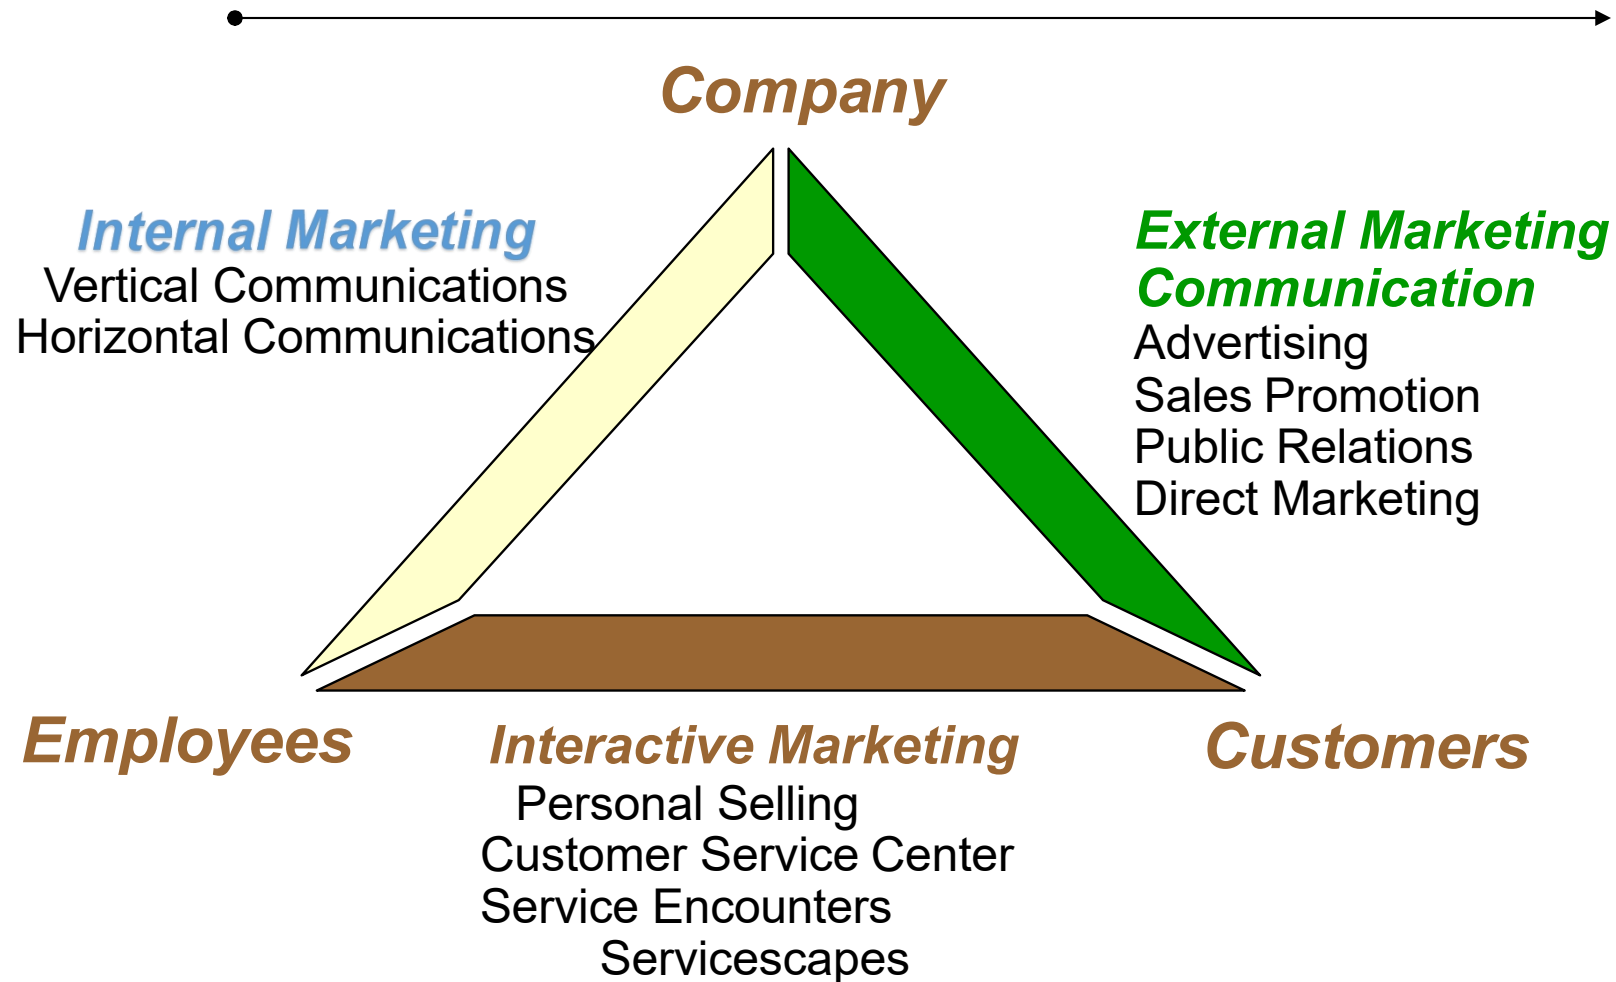 Company
Internal Marketing
Vertical Communications
Horizontal Communications
External Marketing
Communication
Advertising
Sales Promotion
Public Relations
Direct Marketing
Employees
Interactive Marketing
Personal Selling
Customer Service Center
Service Encounters
Servicescapes
Customers